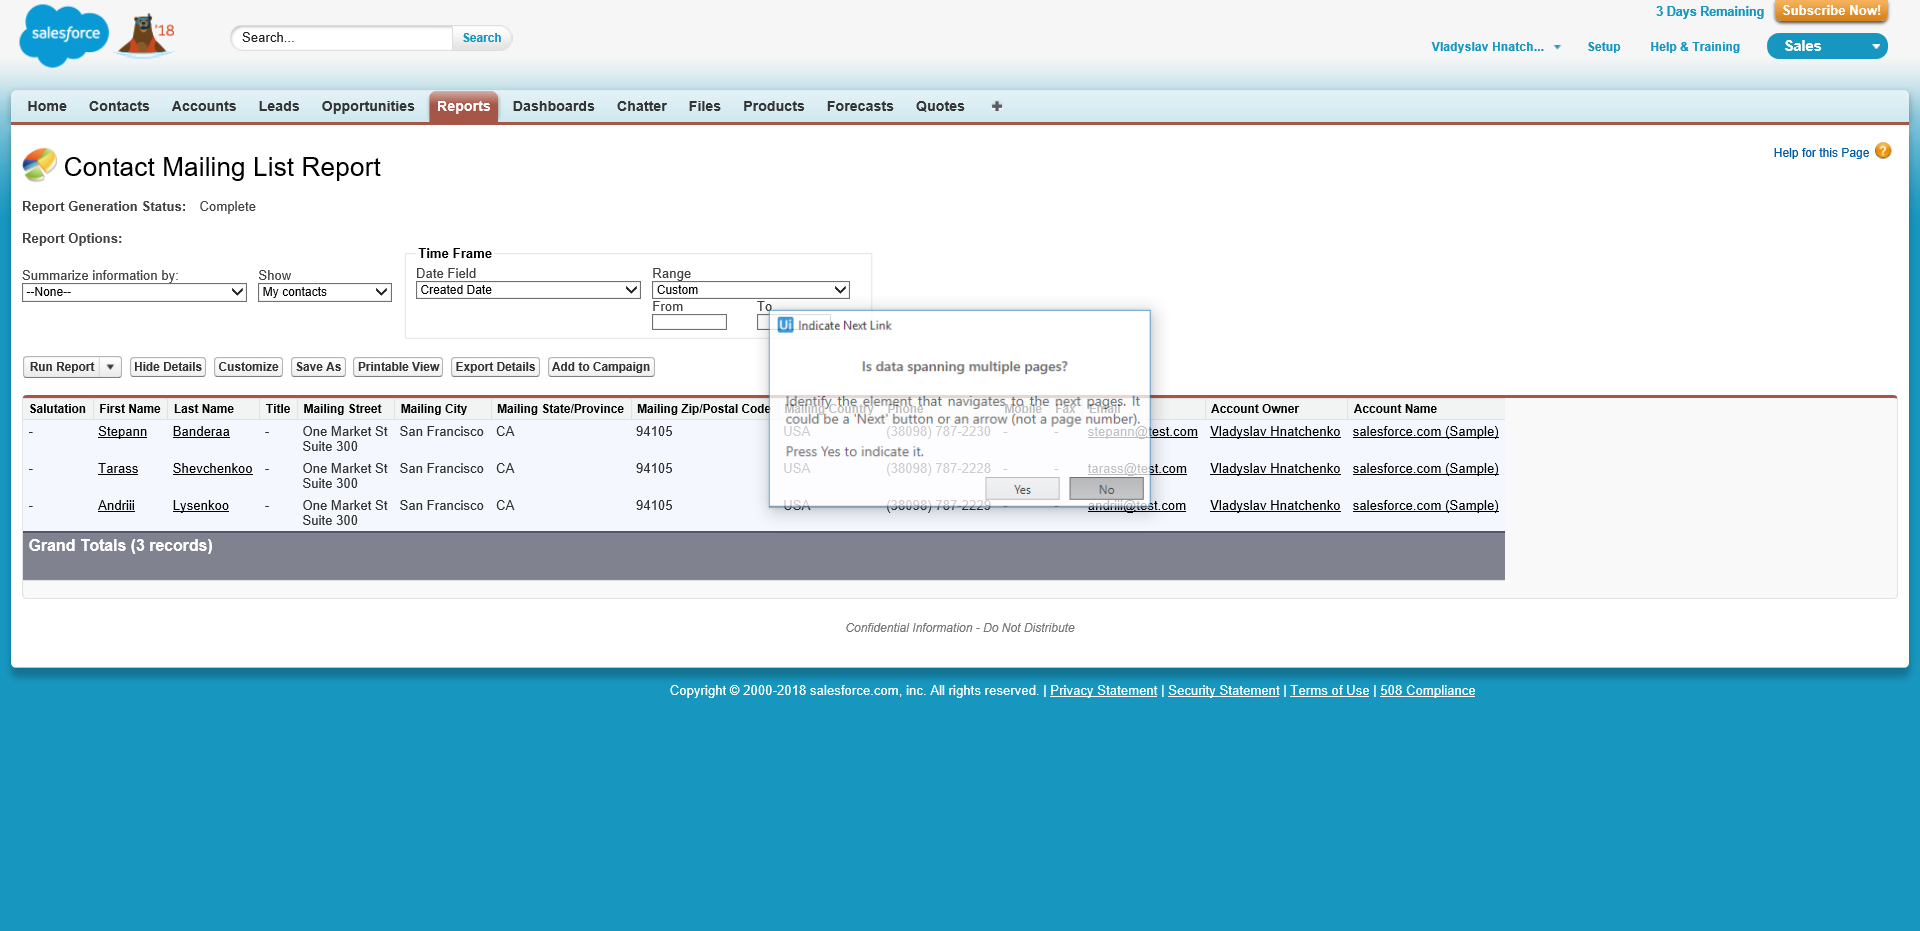 salesforce
'18
Search...
Search
3 Days Remaining
Subscribe Now!
Vladyslav Hnatch...
Setup
Help & Training
Sales
Home Contacts Accounts Leads Opportunities Reports Dashboards Chatter Files Products Forecasts Quotes +
Contact Mailing List Report
Help for this Page ?
Report Generation Status: Complete
Report Options:
Summarize information by:
--None--
Show
My contacts
Time Frame
Date Field
Created Date
Range
Custom
From
To
Run Report Hide Details Customize Save As Printable View Export Details Add to Campaign
Ui Indicate Next Link
Is data spanning multiple pages?
Identify the element that navigates to the next pages. It
could be a 'Next' button or an arrow (not a page number).
Press Yes to indicate it.
Yes No
Salutation First Name Last Name Title Mailing Street Mailing City Mailing State/Province Mailing Zip/Postal Code Mailing Country Phone Mobile Fax Email Account Owner Account Name
- Stepann Banderaa - One Market St San Francisco CA 94105 USA (38098) 787-2230 - - stepann@test.com Vladyslav Hnatchenko salesforce.com (Sample)
Suite 300
- Tarass Shevchenkoo - One Market St San Francisco CA 94105 USA (38098) 787-2228 - - tarass@test.com Vladyslav Hnatchenko salesforce.com (Sample)
Suite 300
- Andriii Lysenkoo - One Market St San Francisco CA 94105 USA (38098) 787-2229 - - andriii@test.com Vladyslav Hnatchenko salesforce.com (Sample)
Suite 300
Grand Totals (3 records)
Confidential Information - Do Not Distribute
Copyright © 2000-2018 salesforce.com, inc. All rights reserved. | Privacy Statement | Security Statement | Terms of Use | 508 Compliance